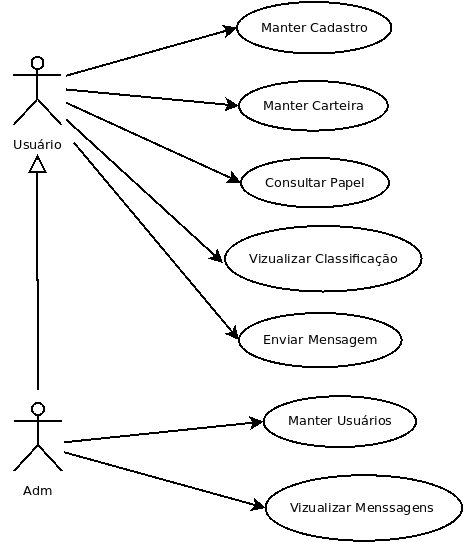 Manter Cadastro
Manter Carteira
Usuário
Consultar Papel
Vizualizar Classificação
Enviar Mensagem
Manter Usuários
Adm
Vizualizar Menssagens